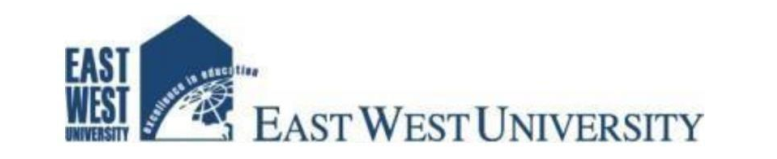 EAST
WEST
UNIVERSITY
excellence in education
EAST WEST UNIVERSITY